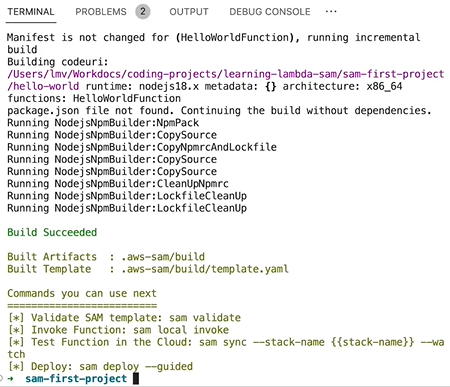 TERMINAL PROBLEMS 2 OUTPUT DEBUG CONSOLE ···
Manifest is not changed for (HelloWorldFunction), running incremental
build
Building codeuri:
/Users/lmv/Workdocs/coding-projects/learning-lambda-sam/sam-first-project
/hello-world runtime: nodejs18.x metadata: {} architecture: x86_64
functions: HelloWorldFunction
package.json file not found. Continuing the build without dependencies.
Running NodejsNpmBuilder:NpmPack
Running NodejsNpmBuilder:CopySource
Running NodejsNpmBuilder:CopyNpmrcAndLockfile
Running NodejsNpmBuilder:CopySource
Running NodejsNpmBuilder:CopySource
Running NodejsNpmBuilder:CleanUpNpmrc
Running NodejsNpmBuilder:LockfileCleanUp
Running NodejsNpmBuilder:LockfileCleanUp
Build Succeeded
Built Artifacts  : .aws-sam/build
Built Template   : .aws-sam/build/template.yaml
Commands you can use next
=========================
[*] Validate SAM template: sam validate
[*] Invoke Function: sam local invoke
[*] Test Function in the Cloud: sam sync --stack-name {{stack-name}} --wa
tch
[*] Deploy: sam deploy --guided
➜  sam-first-project